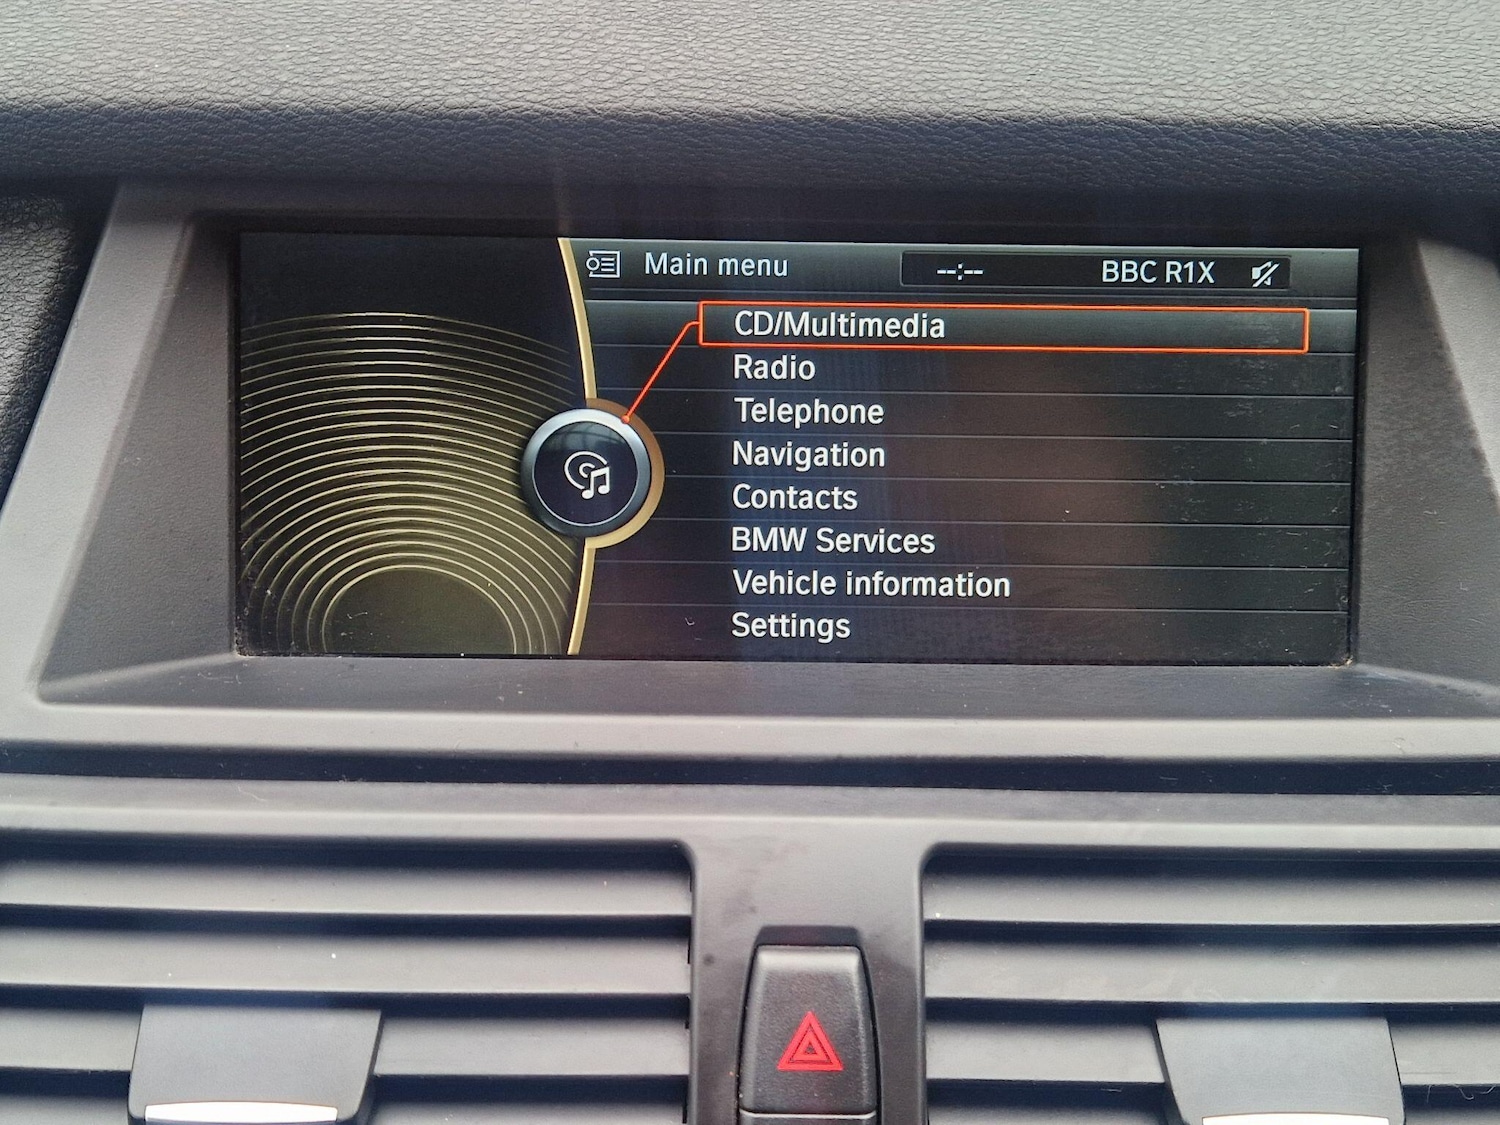 Main menu
--:-- BBC R1X
CD/Multimedia
Radio
Telephone
Navigation
Contacts
BMW Services
Vehicle information
Settings